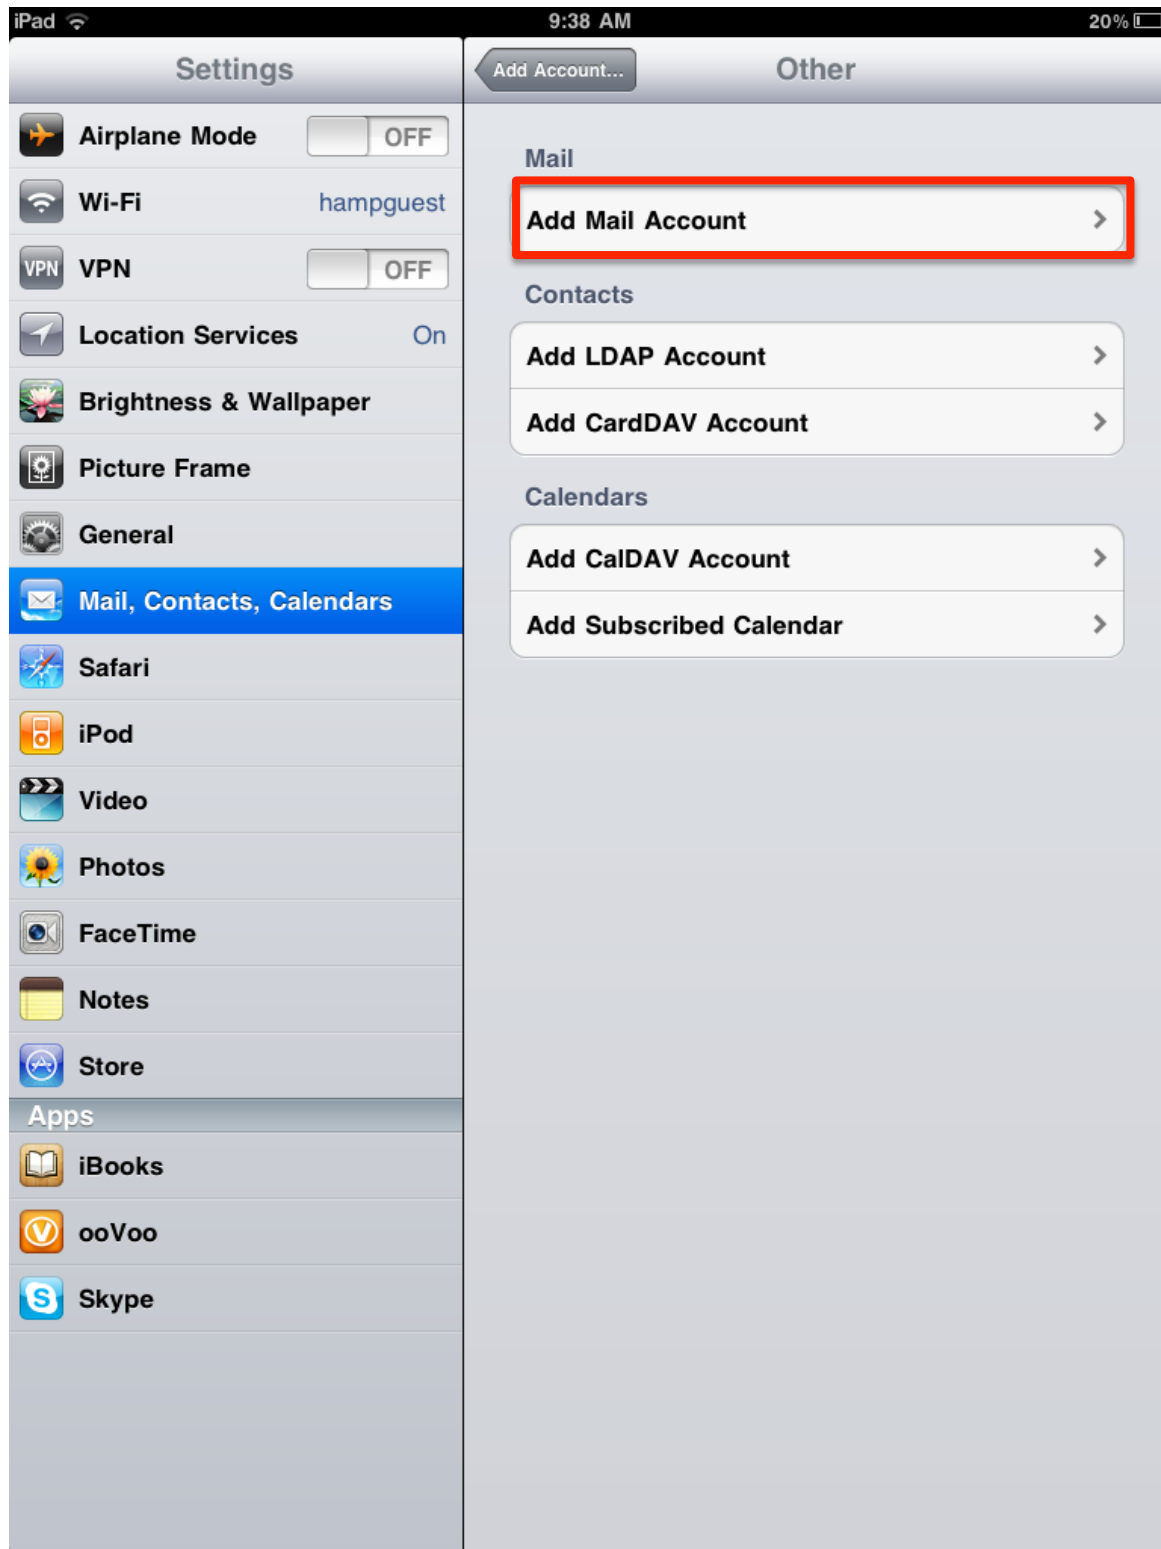 iPad 9:38 AM 20%
Settings
Airplane Mode OFF
Wi-Fi hampguest
VPN VPN OFF
Location Services On
Brightness & Wallpaper
Picture Frame
General
Mail, Contacts, Calendars
Safari
iPod
Video
Photos
FaceTime
Notes
Store
Apps
iBooks
ooVoo
Skype
Add Account... Other
Mail
Add Mail Account
Contacts
Add LDAP Account
Add CardDAV Account
Calendars
Add CalDAV Account
Add Subscribed Calendar